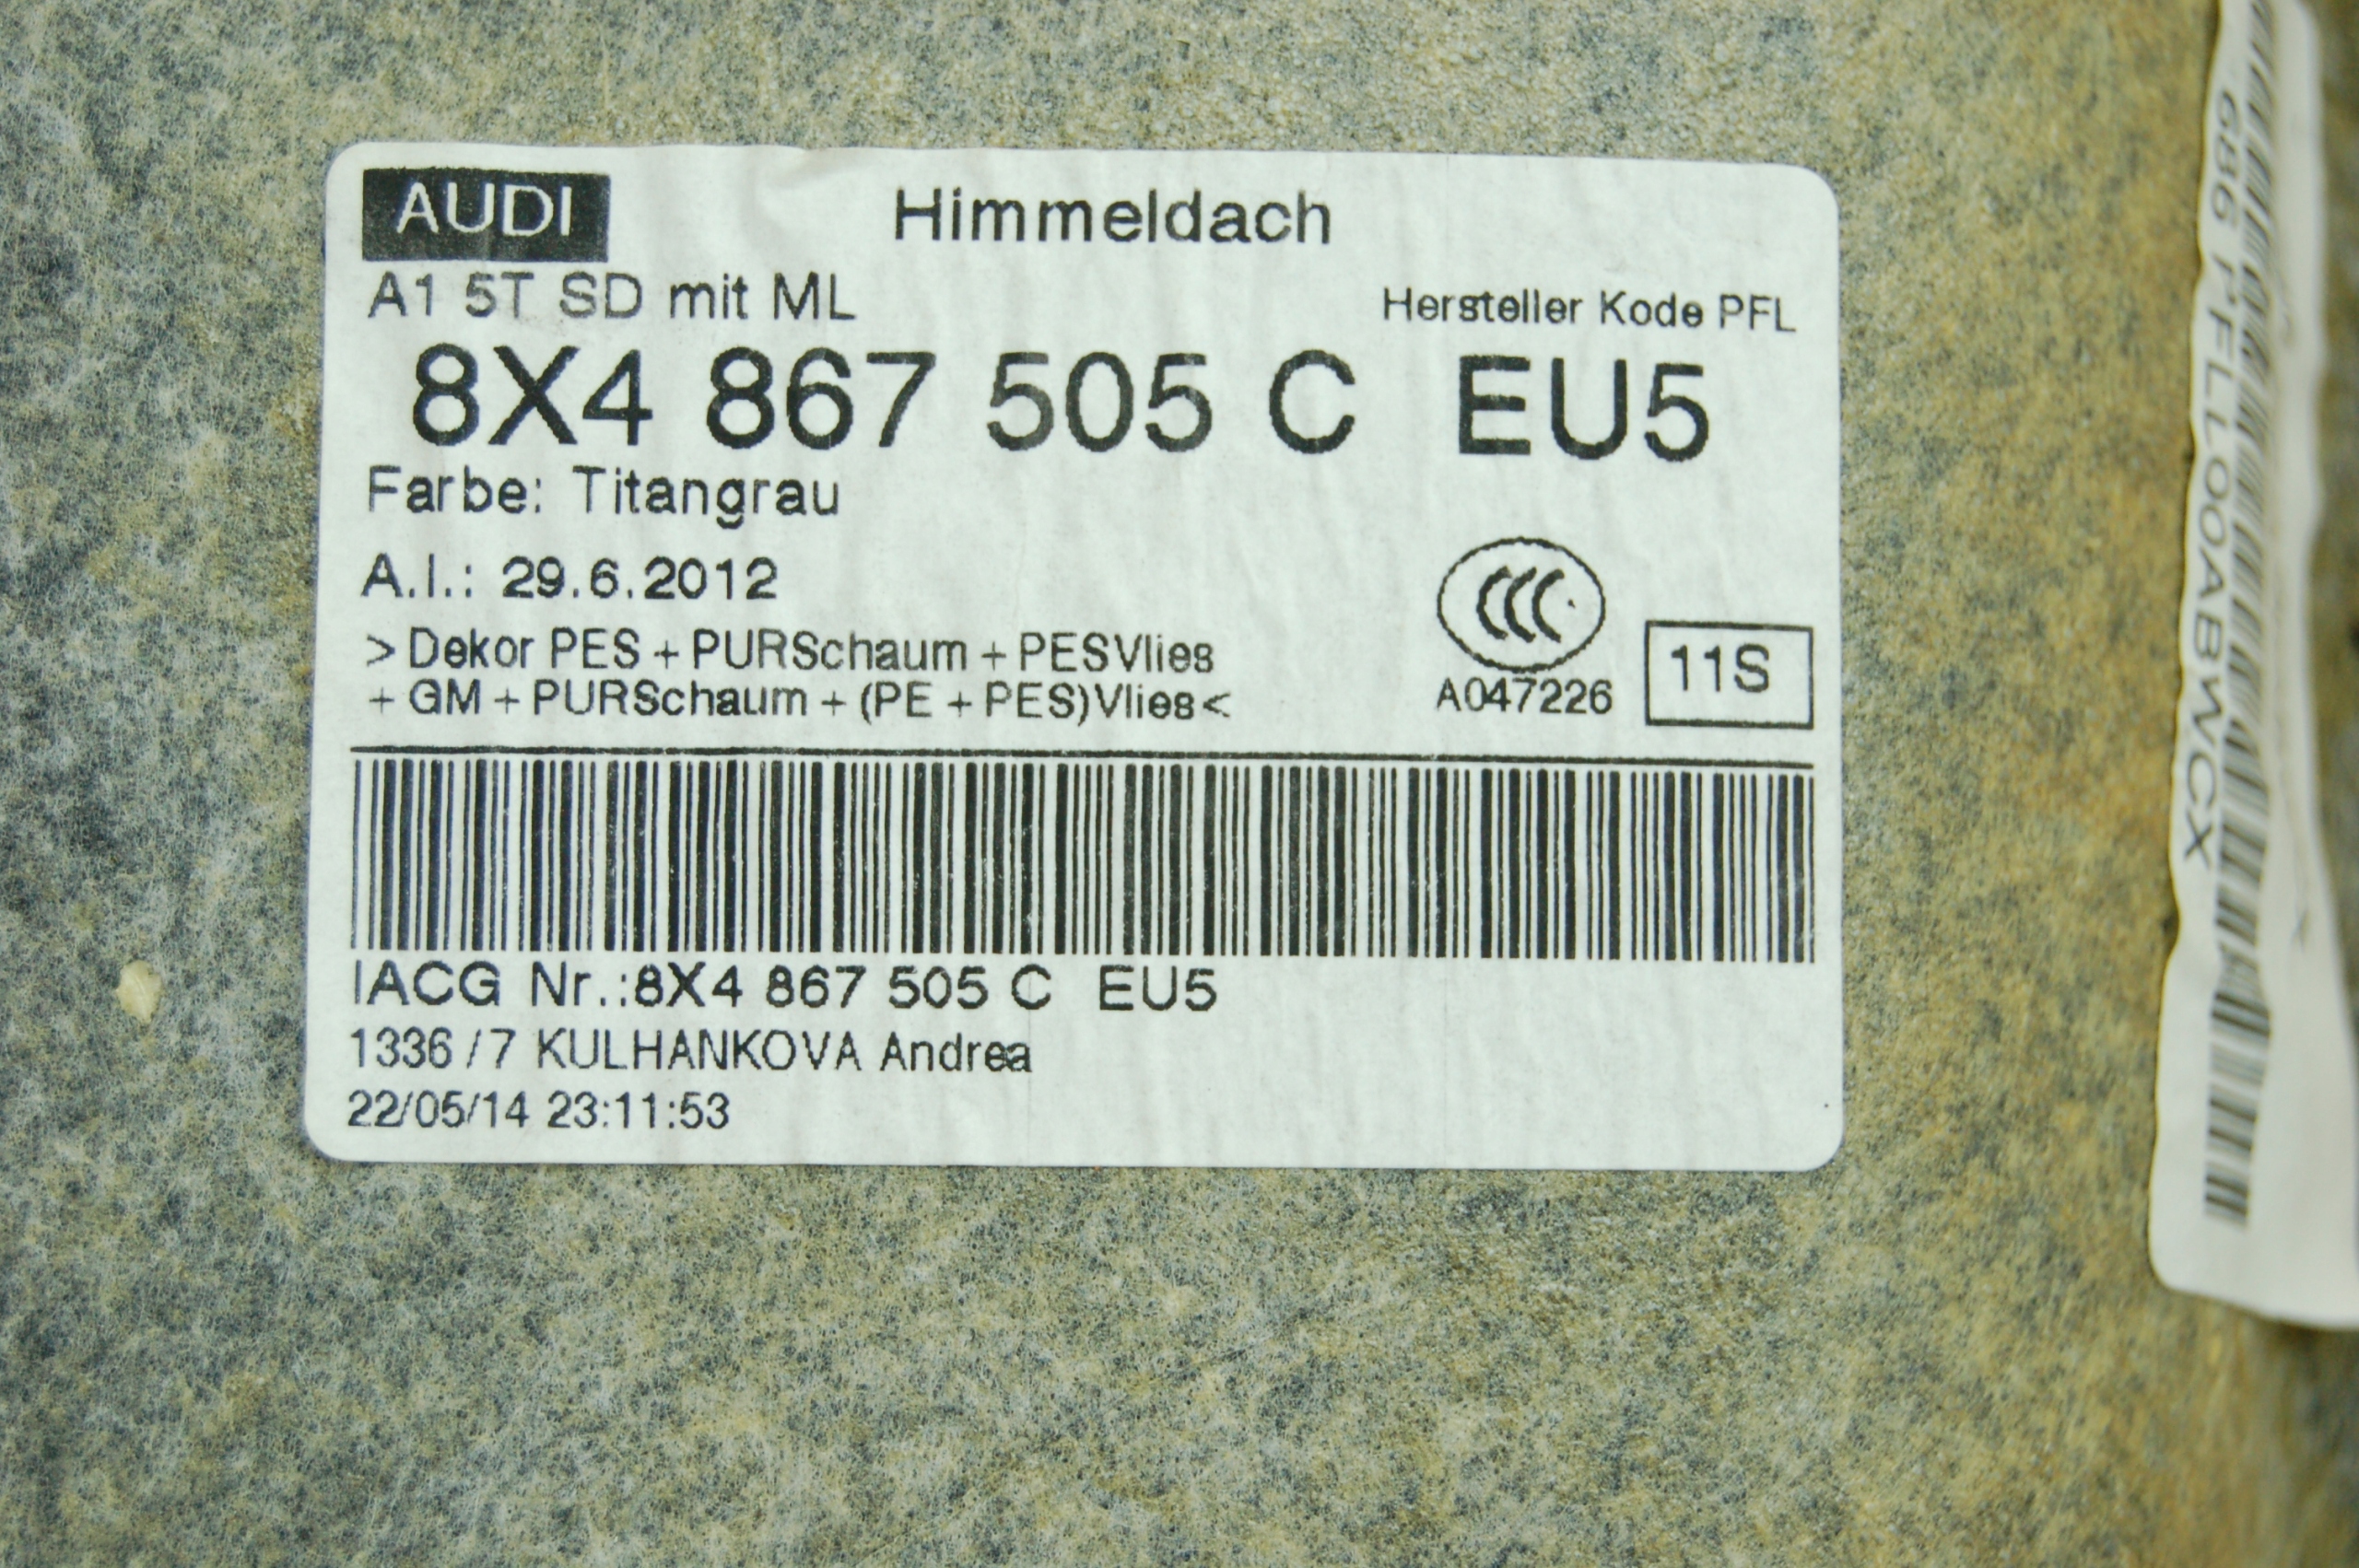 AUDI
Himmeldach
A1 5T SD mit ML
Hersteller Kode PFL
8X4 867 505 C EU5
Farbe: Titangrau
A.I.: 29.6.2012
>Dekor PES + PURSchaum + PESVlies
+ GM + PURSchaum + (PE + PES)Vlies<
A047226
11S
IACG Nr.:8X4 867 505 C EU5
1336 / 7 KULHANKOVA Andrea
22/05/14 23:11:53